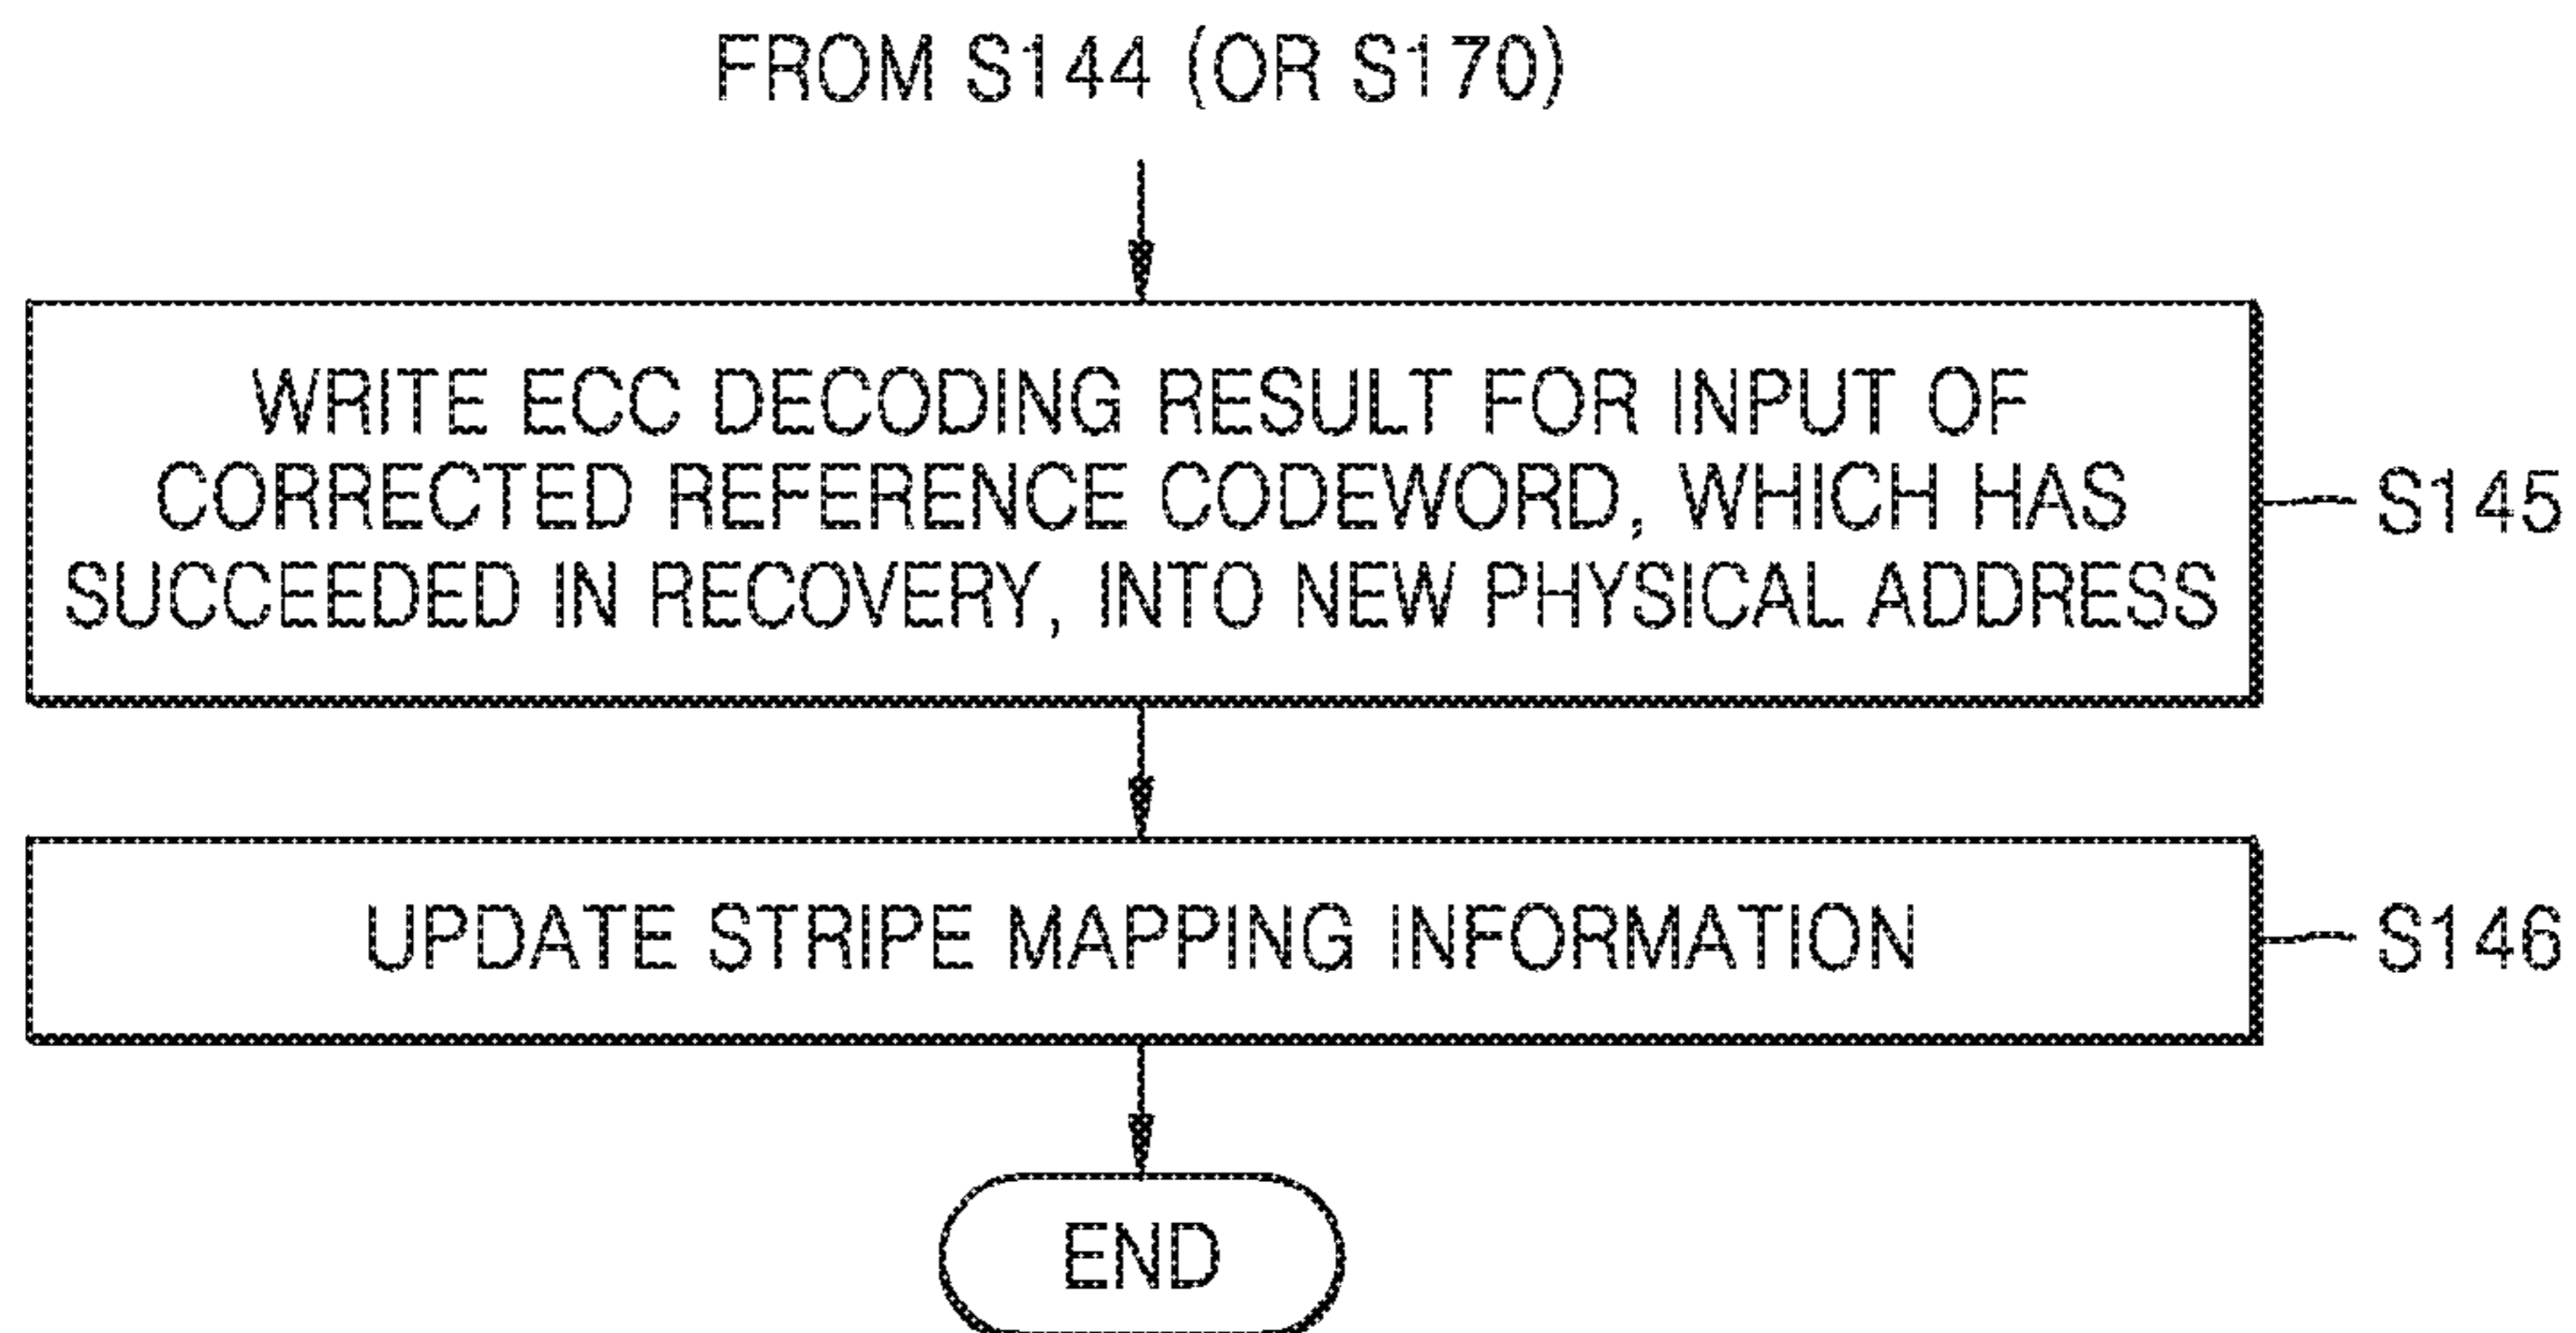 FROM S144 (OR S170)
WRITE ECC DECODING RESULT FOR INPUT OF
CORRECTED REFERENCE CODEWORD, WHICH HAS
SUCCEEDED IN RECOVERY, INTO NEW PHYSICAL ADDRESS
S145
UPDATE STRIPE MAPPING INFORMATION
S146
END